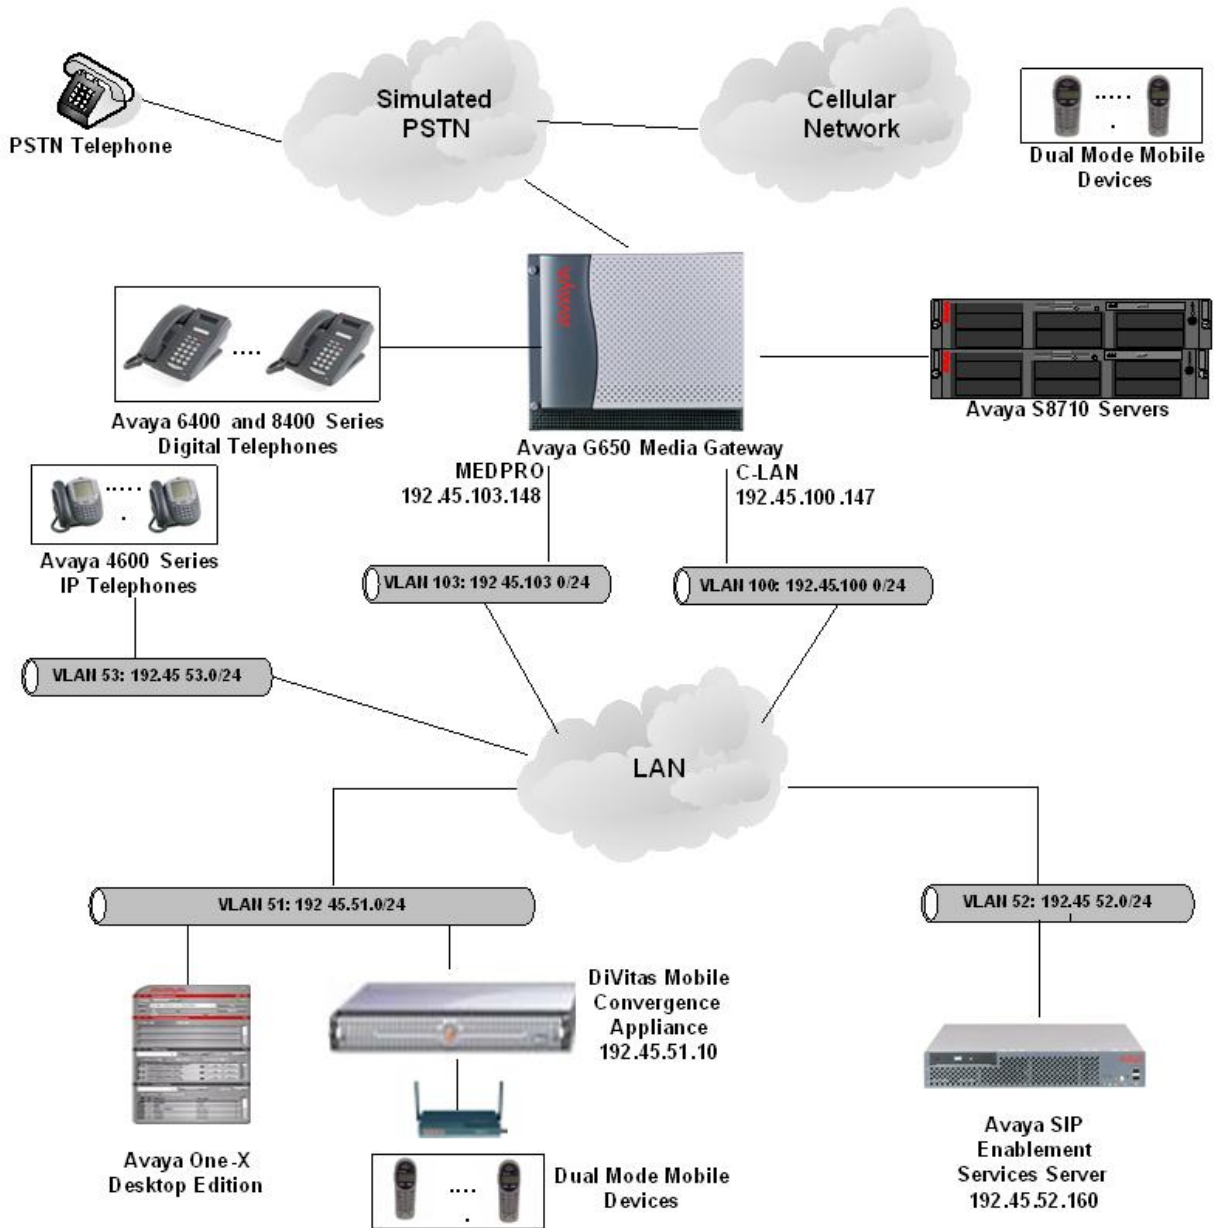 Simulated
PSTN
Cellular
Network
PSTN Telephone
Dual Mode Mobile
Devices
AVAYA
Avaya 6400 and 8400 Series
Digital Telephones
Avaya G650 Media Gateway
Avaya S8710 Servers
MEDPRO
192.45.103.148
C-LAN
192.45.100.147
Avaya 4600 Series
IP Telephones
VLAN 103: 192 45.103 0/24
VLAN 100: 192.45.100 0/24
VLAN 53: 192.45 53.0/24
LAN
VLAN 51: 192 45.51.0/24
VLAN 52: 192.45 52.0/24
DiVitas Mobile
Convergence
Appliance
192.45.51.10
Avaya One-X
Desktop Edition
Dual Mode Mobile
Devices
Avaya SIP
Enablement
Services Server
192.45.52.160